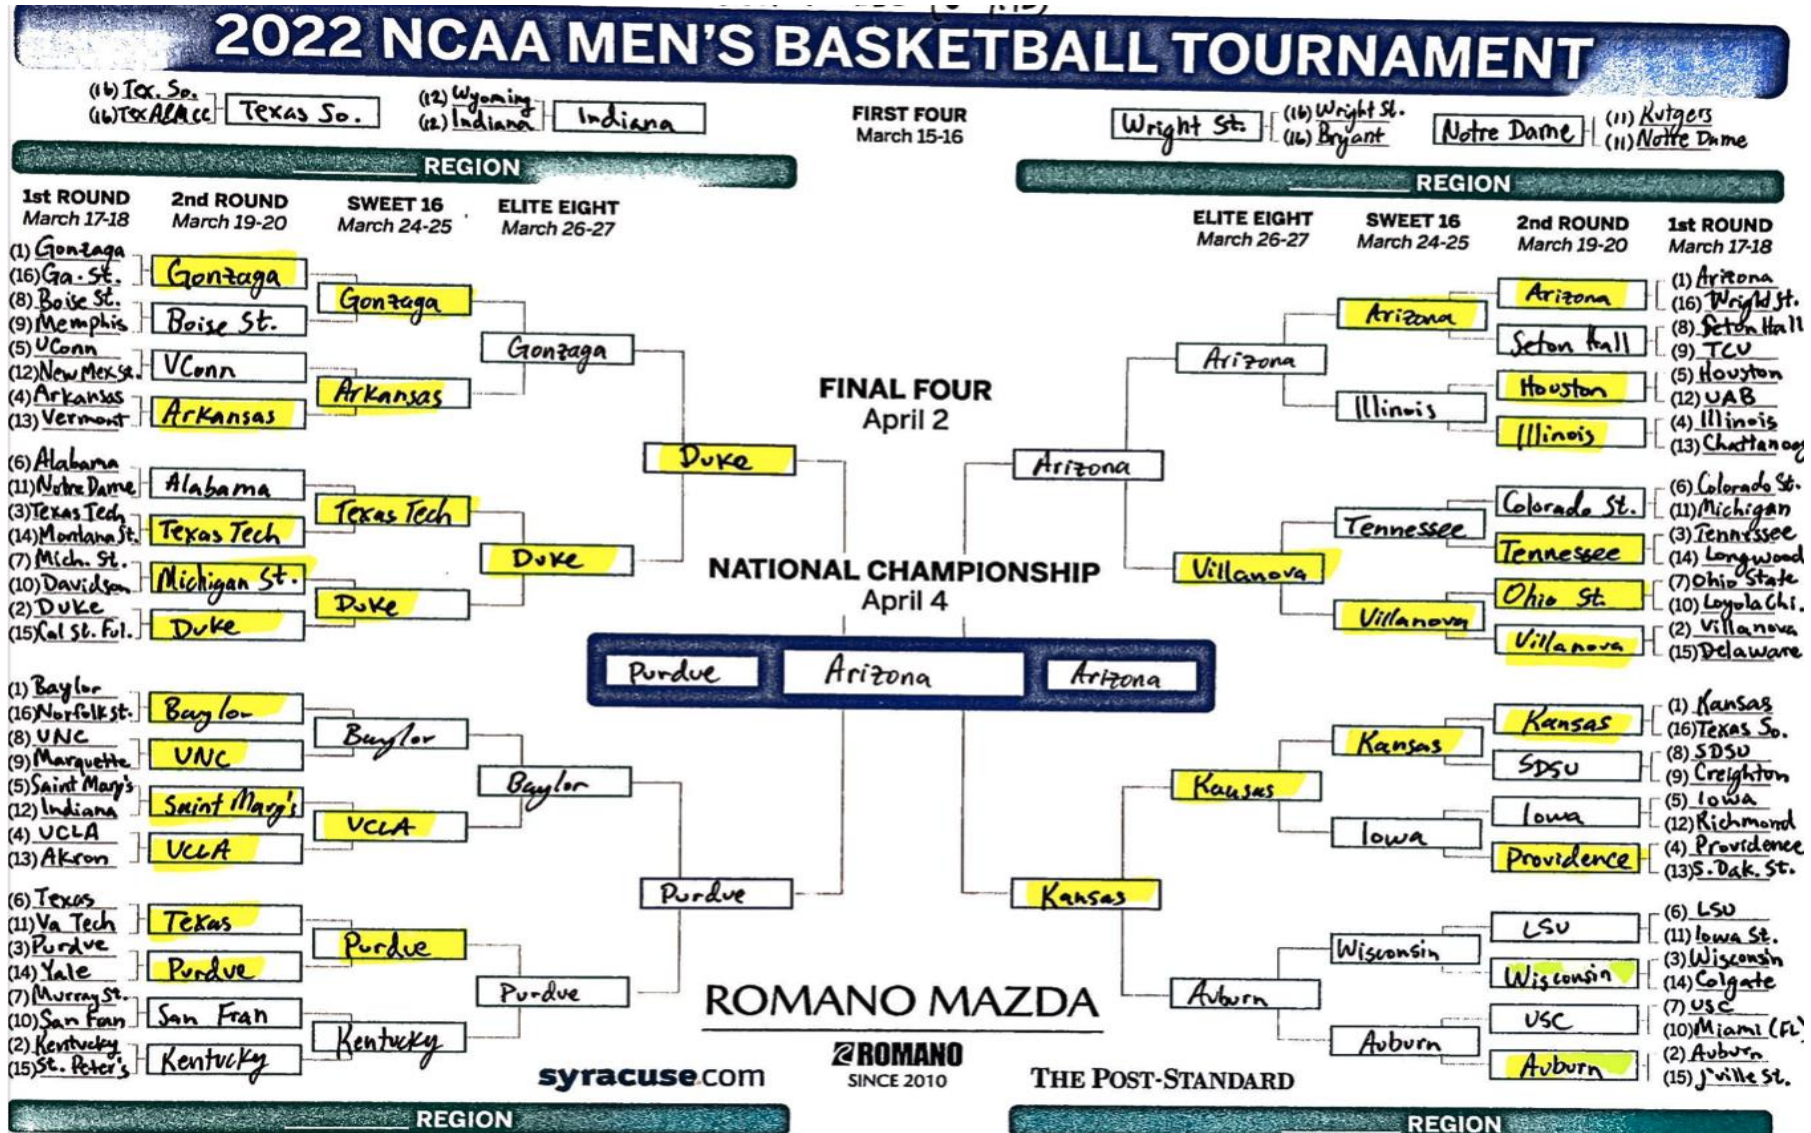 2022 NCAA MEN'S BASKETBALL TOURNAMENT
(16) Tex. So.
(16) Tex A&M CC
Texas So.
(12) Wyoming
(12) Indiana
Indiana
FIRST FOUR
March 15-16
Wright St.
(16) Wright St.
(16) Bryant
Notre Dame
(11) Rutgers
(11) Notre Dame
REGION
REGION
1st ROUND
March 17-18
2nd ROUND
March 19-20
SWEET 16
March 24-25
ELITE EIGHT
March 26-27
ELITE EIGHT
March 26-27
SWEET 16
March 24-25
2nd ROUND
March 19-20
1st ROUND
March 17-18
(1) Gonzaga
(16) Ga. St.
(8) Boise St.
(9) Memphis
(5) UConn
(12) New Mex St.
(4) Arkansas
(13) Vermont
(6) Alabama
(11) Notre Dame
(3) Texas Tech
(14) Montana St.
(7) Mich. St.
(10) Davidson
(2) Duke
(15) Cal St. Ful.
Gonzaga
Boise St.
UConn
Arkansas
Alabama
Texas Tech
Michigan St.
Duke
Gonzaga
Arkansas
Texas Tech
Duke
Gonzaga
Duke
Duke
(1) Baylor
(16) Norfolk St.
(8) UNC
(9) Marquette
(5) Saint Mary's
(12) Indiana
(4) UCLA
(13) Akron
(6) Texas
(11) Va Tech
(3) Purdue
(14) Yale
(7) Murray St.
(10) San Fran
(2) Kentucky
(15) St. Peter's
Baylor
UNC
Saint Mary's
UCLA
Texas
Purdue
San Fran
Kentucky
Baylor
UCLA
Purdue
Kentucky
Baylor
Purdue
Purdue
FINAL FOUR
April 2
NATIONAL CHAMPIONSHIP
April 4
Purdue
Arizona
Arizona
Arizona
Arizona
Villanova
Arizona
Illinois
Tennessee
Villanova
Arizona
Seton Hall
Houston
Illinois
Colorado St.
Tennessee
Ohio St.
Villanova
(1) Arizona
(16) Wright St.
(8) Seton Hall
(9) TCU
(5) Houston
(12) UAB
(4) Illinois
(13) Chattanoog
(6) Colorado St.
(11) Michigan
(3) Tennessee
(14) Longwood
(7) Ohio State
(10) Loyola Chi.
(2) Villanova
(15) Delaware
Kansas
Kansas
Auburn
Kansas
Iowa
Wisconsin
Auburn
Kansas
SDSU
Iowa
Providence
LSU
Wisconsin
USC
Auburn
(1) Kansas
(16) Texas So.
(8) SDSU
(9) Creighton
(5) Iowa
(12) Richmond
(4) Providence
(13) S. Dak. St.
(6) LSU
(11) Iowa St.
(3) Wisconsin
(14) Colgate
(7) USC
(10) Miami (FL)
(2) Auburn
(15) J'ville St.
ROMANO MAZDA
ROMANO
SINCE 2010
syracuse.com
THE POST-STANDARD
REGION
REGION